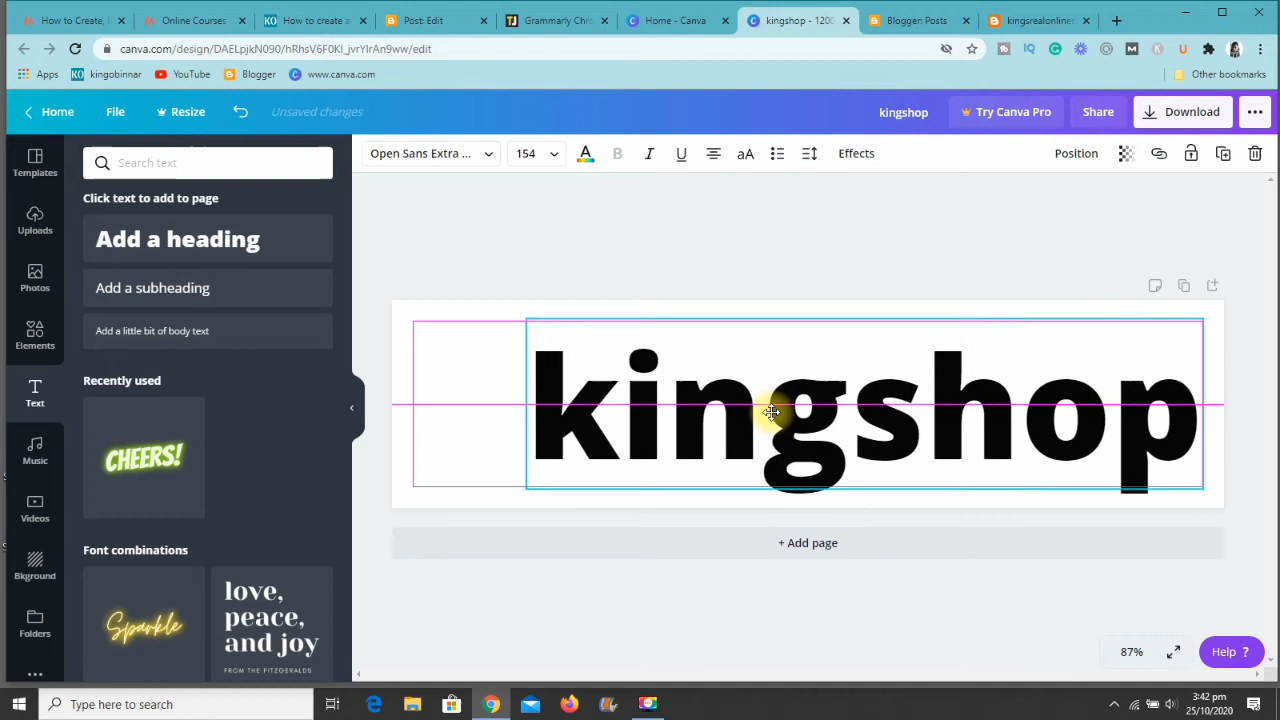 How to Create,
Online Courses -
How to create a
Post Edit
Grammarly Chro
Home - Canva
kingshop - 1200
Blogger: Posts
kingsrealonline
canva.com/design/DAELpjkN090/hRhsV6F0Kl_jvrYIrAn9ww/edit
Apps
kingobinnar
YouTube
Blogger
www.canva.com
Other bookmarks
Home
File
Resize
Unsaved changes
kingshop
Try Canva Pro
Share
Download
Open Sans Extra ...
154
Effects
Position
Templates
Uploads
Photos
Elements
Text
Music
Videos
Bkground
Folders
Search text
Click text to add to page
Add a heading
Add a subheading
Add a little bit of body text
Recently used
CHEERS!
Font combinations
Sparkle
love,
peace,
and joy
FROM THE FITZGERALDS
kingshop
+ Add page
87%
Help ?
Type here to search
3:42 pm
25/10/2020